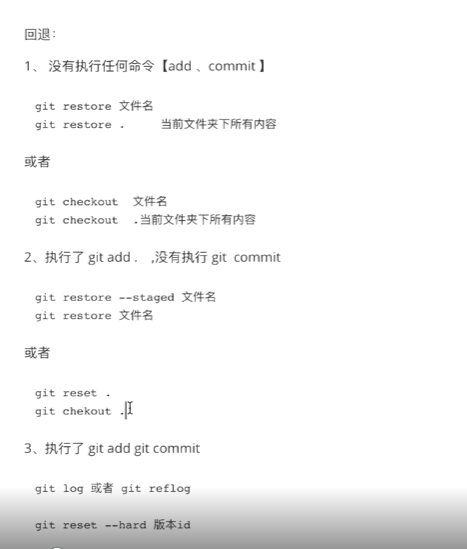 回退：
1、 没有执行任何命令【add 、commit 】
git restore 文件名
git restore . 当前文件夹下所有内容
或者
git checkout 文件名
git checkout .当前文件夹下所有内容
2、执行了 git add . ,没有执行 git commit
git restore --staged 文件名
git restore 文件名
或者
git reset .
git chekout .
3、执行了 git add git commit
git log 或者 git reflog
git reset --hard 版本id